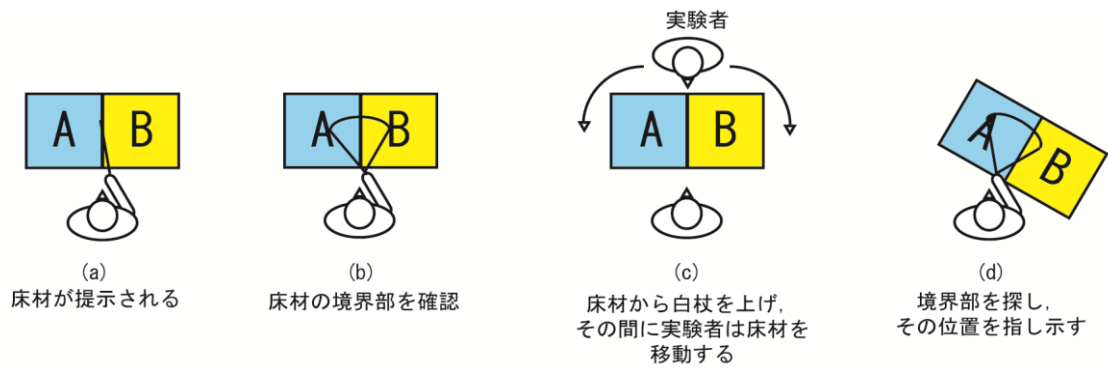 実験者
A B
A B
A B
A
B
(a)
床材が提示される
(b)
床材の境界部を確認
(c)
床材から白杖を上げ,
その間に実験者は床材を
移動する
(d)
境界部を探し,
その位置を指し示す